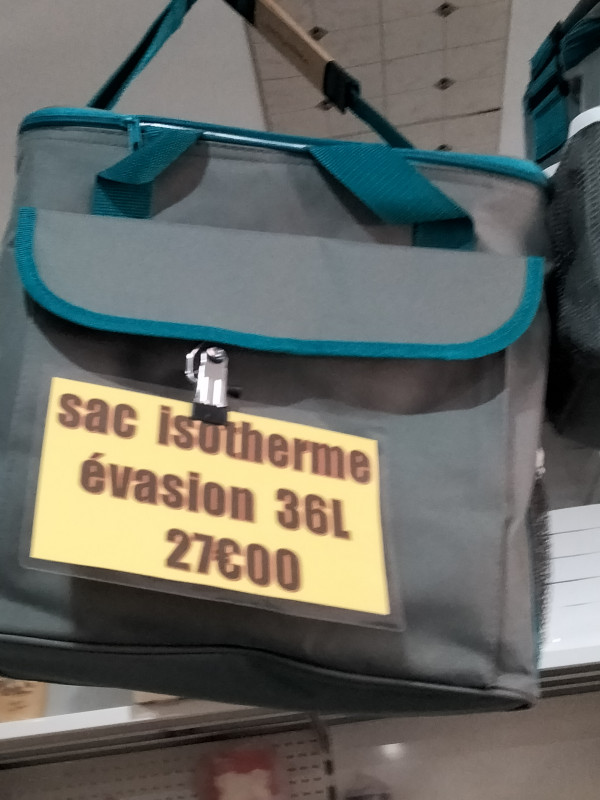 sac isotherme
évasion 36L
27€00